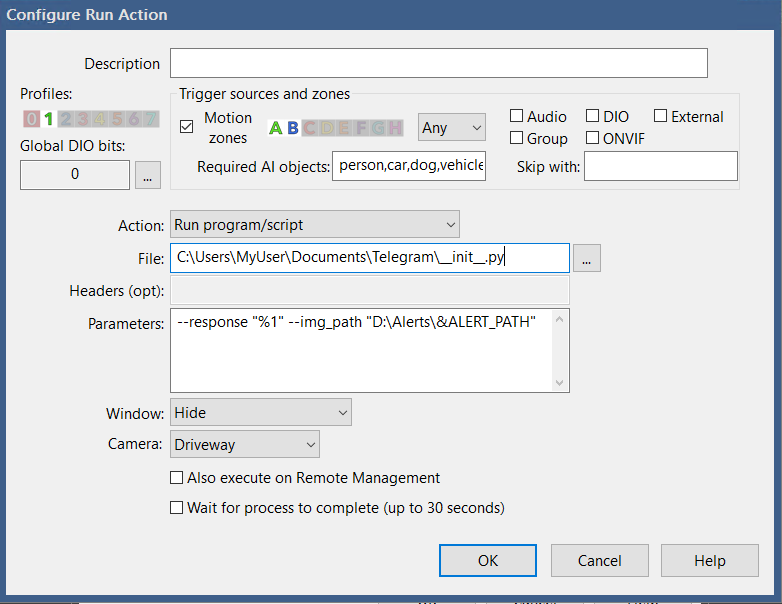 Configure Run Action
Description
Profiles:
0 1 2 3 4 5 6 7
Global DIO bits:
0
...
Trigger sources and zones
Motion zones
A B C D E F G H
Any
Audio
DIO
External
Group
ONVIF
Required AI objects:
person,car,dog,vehicle
Skip with:
Action:
Run program/script
File:
C:\Users\MyUser\Documents\Telegram\__init__.py
...
Headers (opt):
Parameters:
--response "%1" --img_path "D:\Alerts\&ALERT_PATH"
Window:
Hide
Camera:
Driveway
Also execute on Remote Management
Wait for process to complete (up to 30 seconds)
OK
Cancel
Help